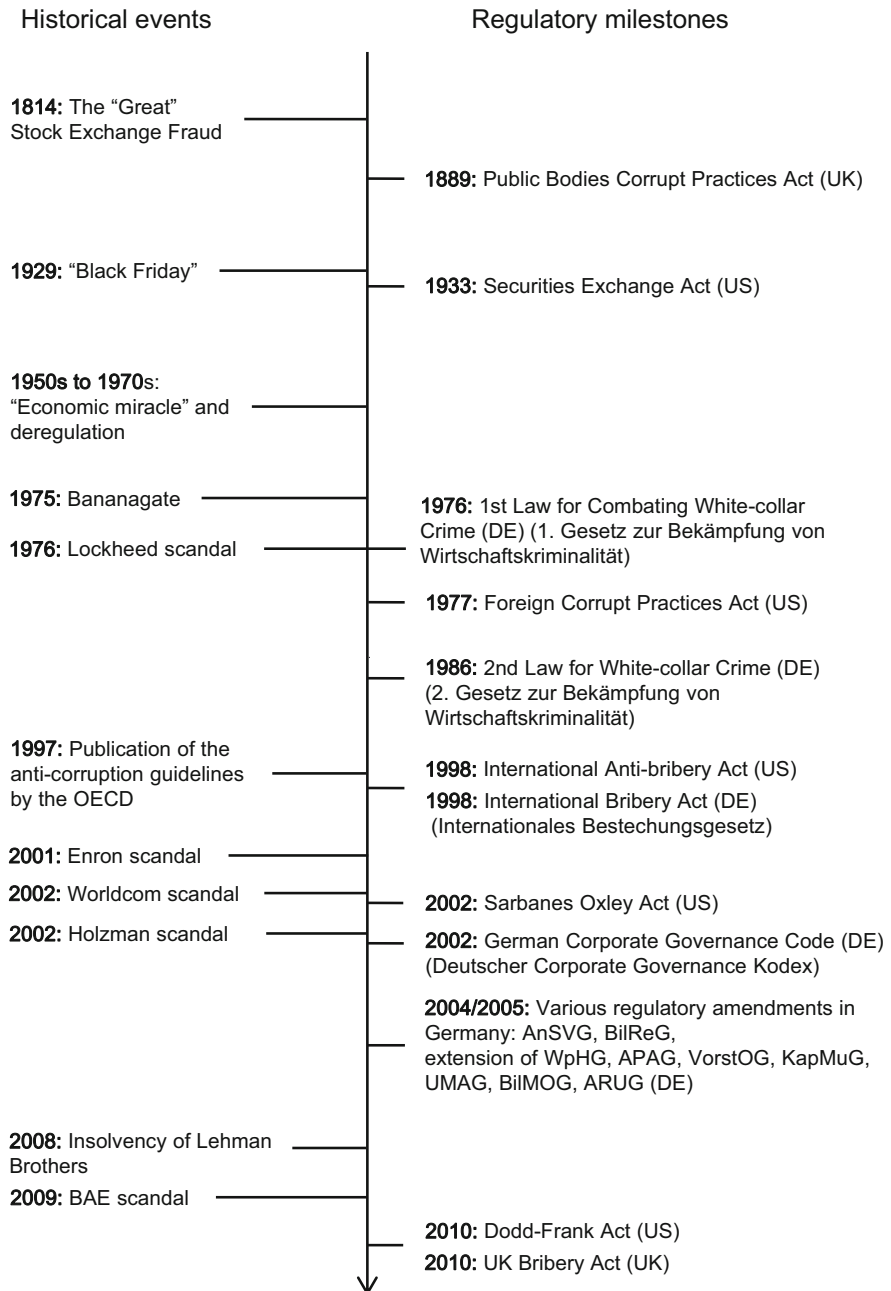 Historical events
Regulatory milestones
1814: The “Great”
Stock Exchange Fraud
1889: Public Bodies Corrupt Practices Act (UK)
1929: “Black Friday”
1933: Securities Exchange Act (US)
1950s to 1970s:
“Economic miracle” and
deregulation
1975: Bananagate
1976: 1st Law for Combating White-collar
Crime (DE) (1. Gesetz zur Bekämpfung von
Wirtschaftskriminalität)
1976: Lockheed scandal
1977: Foreign Corrupt Practices Act (US)
1986: 2nd Law for White-collar Crime (DE)
(2. Gesetz zur Bekämpfung von
Wirtschaftskriminalität)
1997: Publication of the
anti-corruption guidelines
by the OECD
1998: International Anti-bribery Act (US)
1998: International Bribery Act (DE)
(Internationales Bestechungsgesetz)
2001: Enron scandal
2002: Worldcom scandal
2002: Sarbanes Oxley Act (US)
2002: Holzman scandal
2002: German Corporate Governance Code (DE)
(Deutscher Corporate Governance Kodex)
2004/2005: Various regulatory amendments in
Germany: AnSVG, BilReG,
extension of WpHG, APAG, VorstOG, KapMuG,
UMAG, BilMOG, ARUG (DE)
2008: Insolvency of Lehman
Brothers
2009: BAE scandal
2010: Dodd-Frank Act (US)
2010: UK Bribery Act (UK)